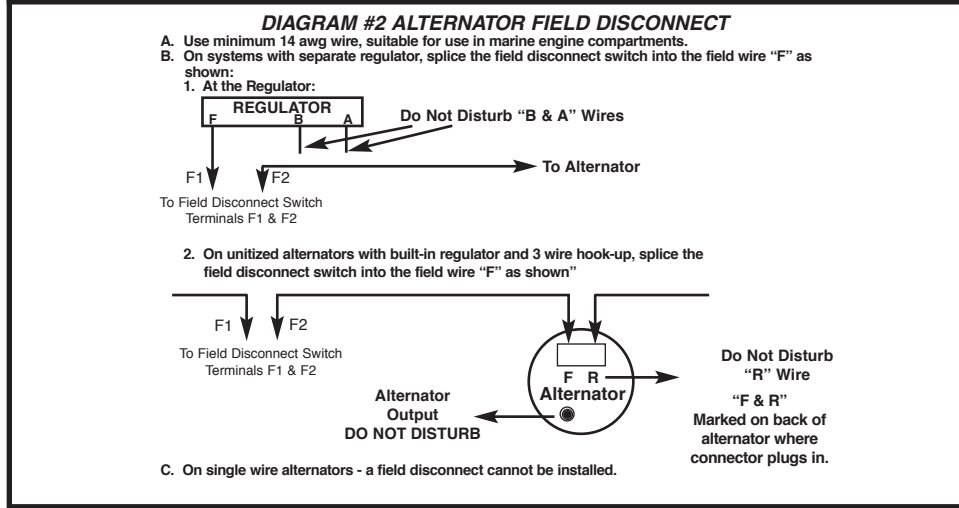 DIAGRAM #2 ALTERNATOR FIELD DISCONNECT
A. Use minimum 14 awg wire, suitable for use in marine engine compartments.
B. On systems with separate regulator, splice the field disconnect switch into the field wire “F” as
shown:
1. At the Regulator:
REGULATOR
F B A
Do Not Disturb “B & A” Wires
To Alternator
F1 F2
To Field Disconnect Switch
Terminals F1 & F2
2. On unitized alternators with built-in regulator and 3 wire hook-up, splice the
field disconnect switch into the field wire “F” as shown”
F1 F2
To Field Disconnect Switch
Terminals F1 & F2
F R
Alternator
Alternator
Output
DO NOT DISTURB
Do Not Disturb
“R” Wire
“F & R”
Marked on back of
alternator where
connector plugs in.
C. On single wire alternators - a field disconnect cannot be installed.